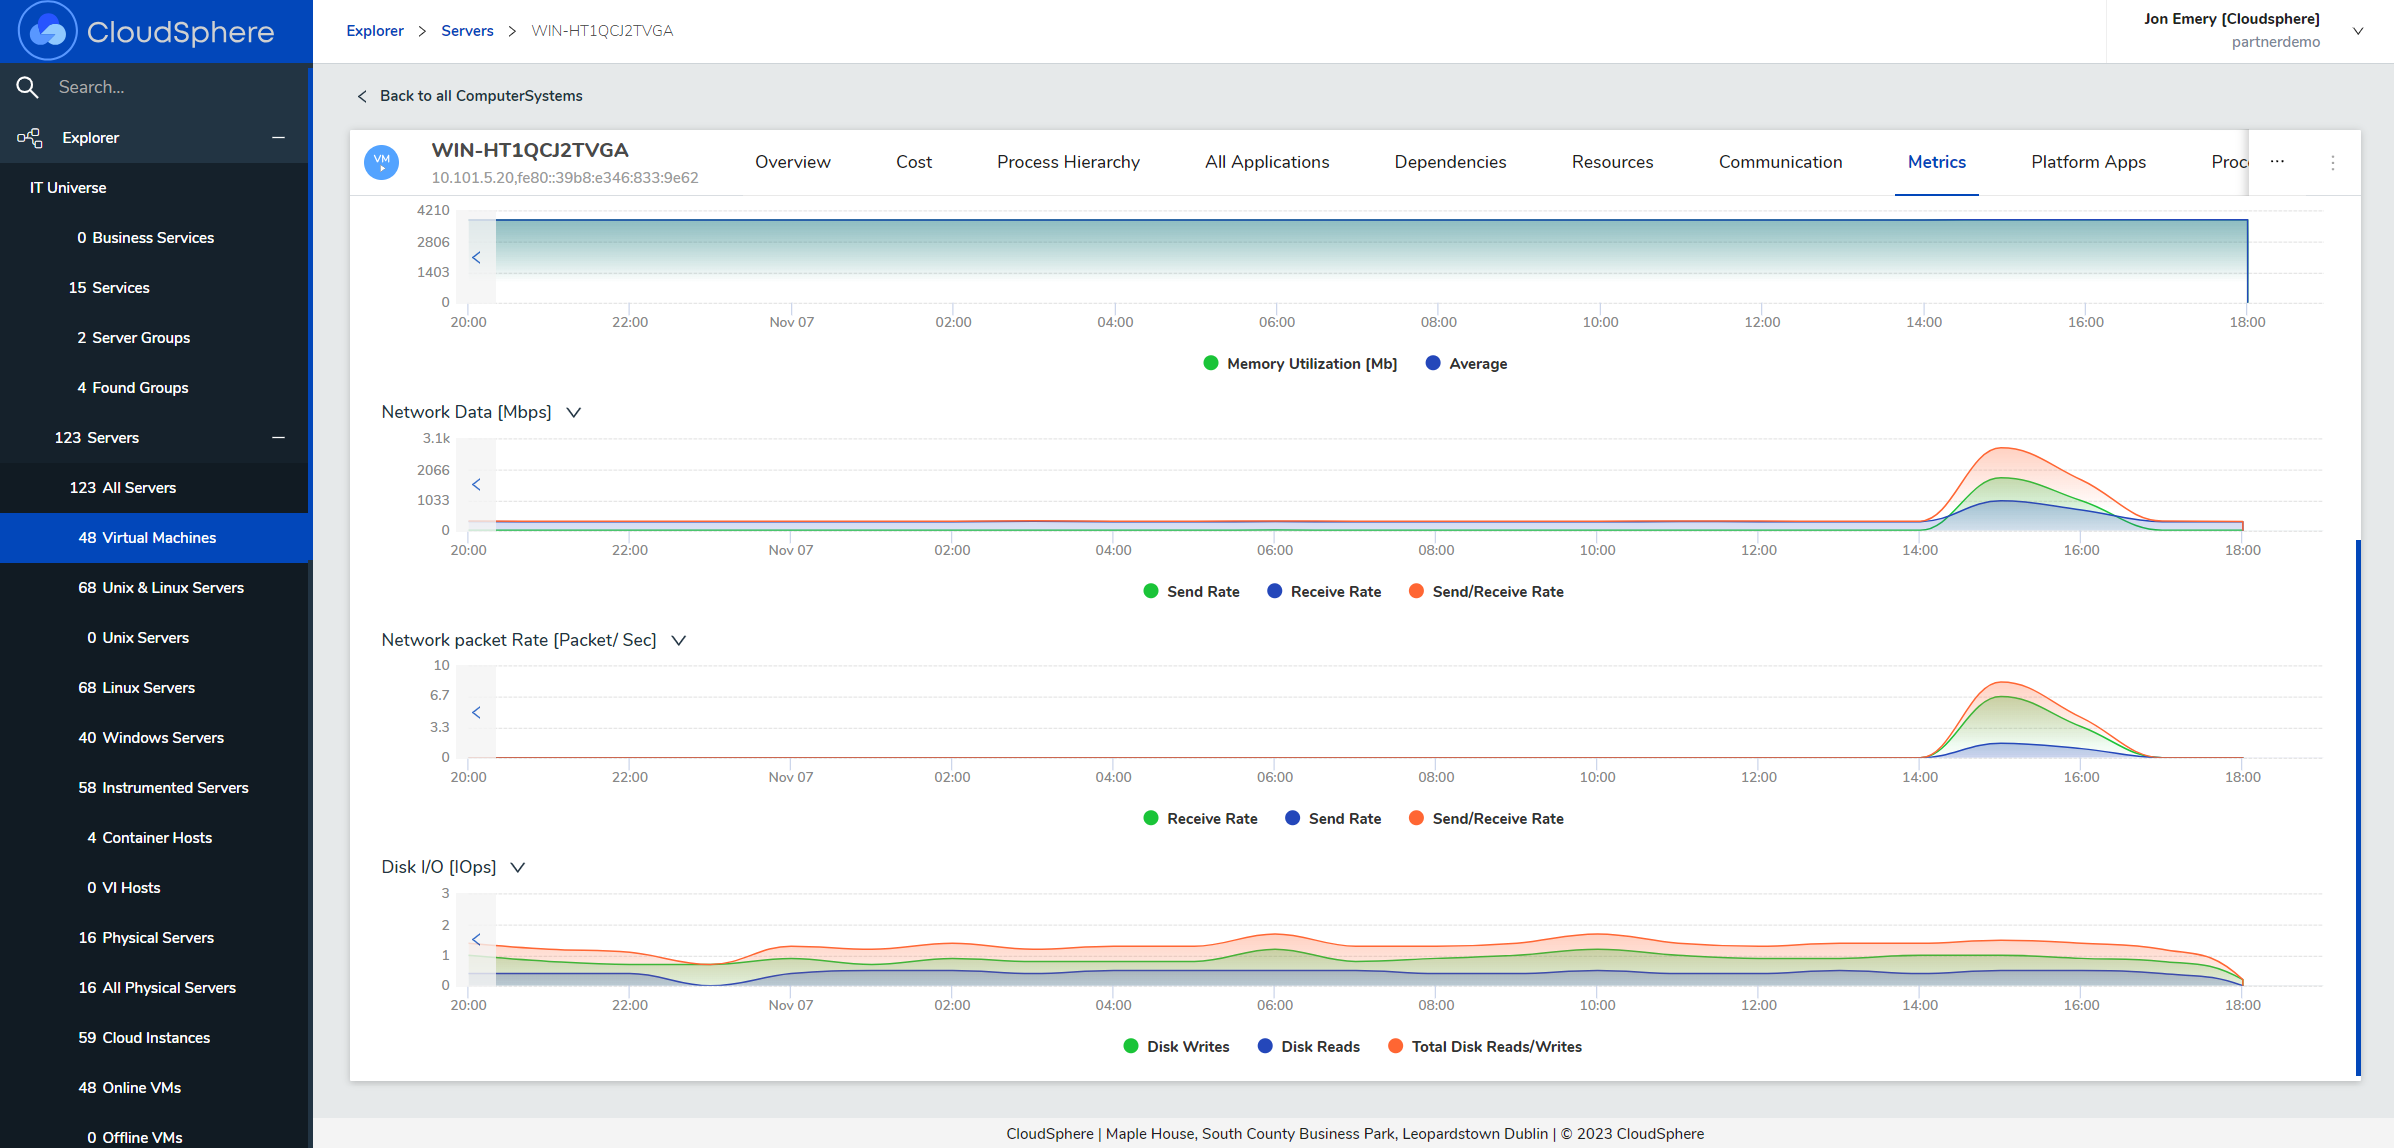 CloudSphere
Search...
Explorer
IT Universe
0 Business Services
15 Services
2 Server Groups
4 Found Groups
123 Servers
123 All Servers
48 Virtual Machines
68 Unix & Linux Servers
0 Unix Servers
68 Linux Servers
40 Windows Servers
58 Instrumented Servers
4 Container Hosts
0 VI Hosts
16 Physical Servers
16 All Physical Servers
59 Cloud Instances
48 Online VMs
0 Offline VMs
Explorer > Servers > WIN-HT1QCJ2TVGA
Jon Emery [Cloudsphere]
partnerdemo
Back to all ComputerSystems
VM
WIN-HT1QCJ2TVGA
10.101.5.20,fe80::39b8:e346:833:9e62
Overview Cost Process Hierarchy All Applications Dependencies Resources Communication Metrics Platform Apps Proc ...
4210
2806
1403
0
20:00 22:00 Nov 07 02:00 04:00 06:00 08:00 10:00 12:00 14:00 16:00 18:00
Memory Utilization [Mb] Average
Network Data [Mbps]
3.1k
2066
1033
0
20:00 22:00 Nov 07 02:00 04:00 06:00 08:00 10:00 12:00 14:00 16:00 18:00
Send Rate Receive Rate Send/Receive Rate
Network packet Rate [Packet/ Sec]
10
6.7
3.3
0
20:00 22:00 Nov 07 02:00 04:00 06:00 08:00 10:00 12:00 14:00 16:00 18:00
Receive Rate Send Rate Send/Receive Rate
Disk I/O [IOps]
3
2
1
0
20:00 22:00 Nov 07 02:00 04:00 06:00 08:00 10:00 12:00 14:00 16:00 18:00
Disk Writes Disk Reads Total Disk Reads/Writes
CloudSphere | Maple House, South County Business Park, Leopardstown Dublin | © 2023 CloudSphere